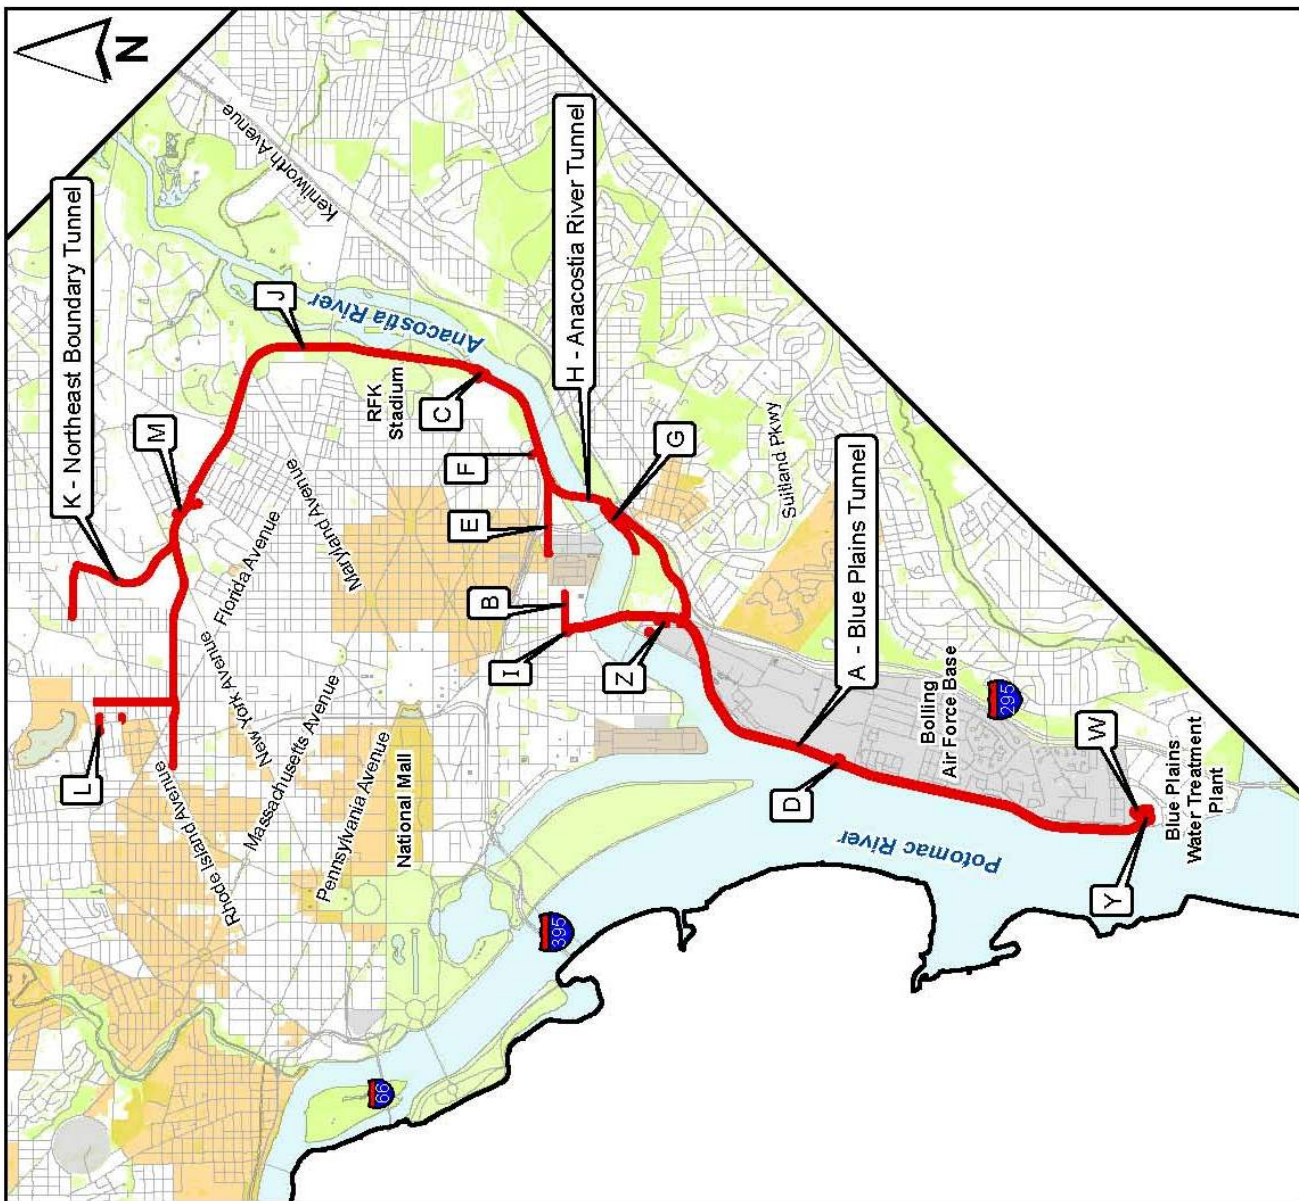 N
K - Northeast Boundary Tunnel
Kenilworth Avenue
M
J
H - Anacostia River Tunnel
Anacostia River
L
Florida Avenue
Maryland Avenue
New York Avenue
Rhode Island Avenue
Massachusetts Avenue
Pennsylvania Avenue
National Mall
RFK
Stadium
C
F
E
G
B
I
Z
Suitland Pkwy
66
395
A - Blue Plains Tunnel
D
Bolling
Air Force Base
295
Potomac River
W
Y
Blue Plains
Water Treatment
Plant